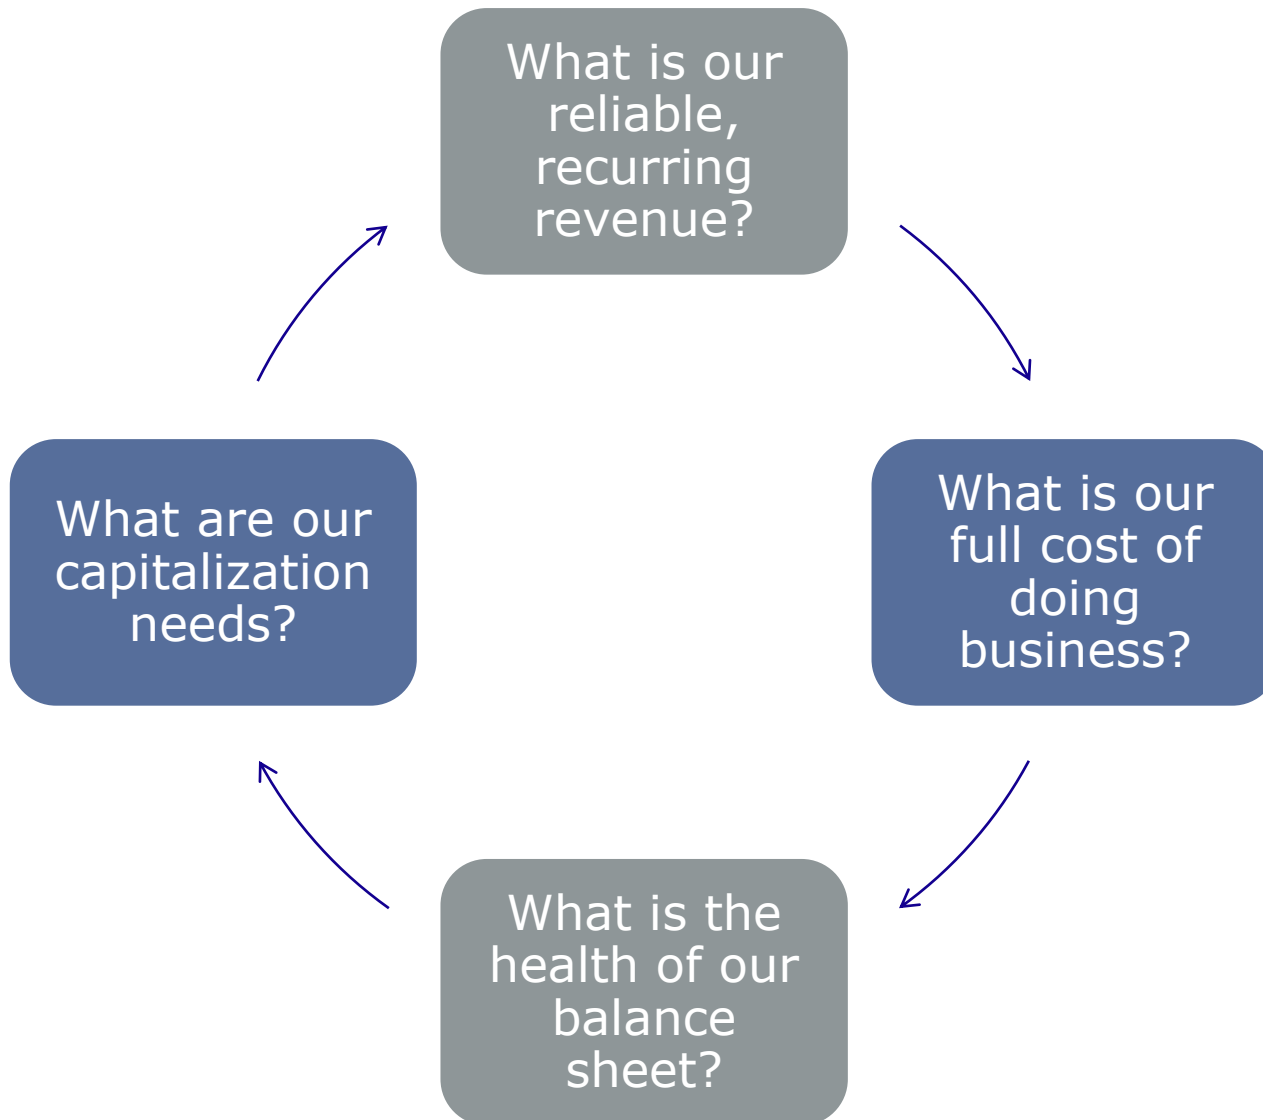 What is our
reliable,
recurring
revenue?
What is our
full cost of
doing
business?
What is the
health of our
balance
sheet?
What are our
capitalization
needs?